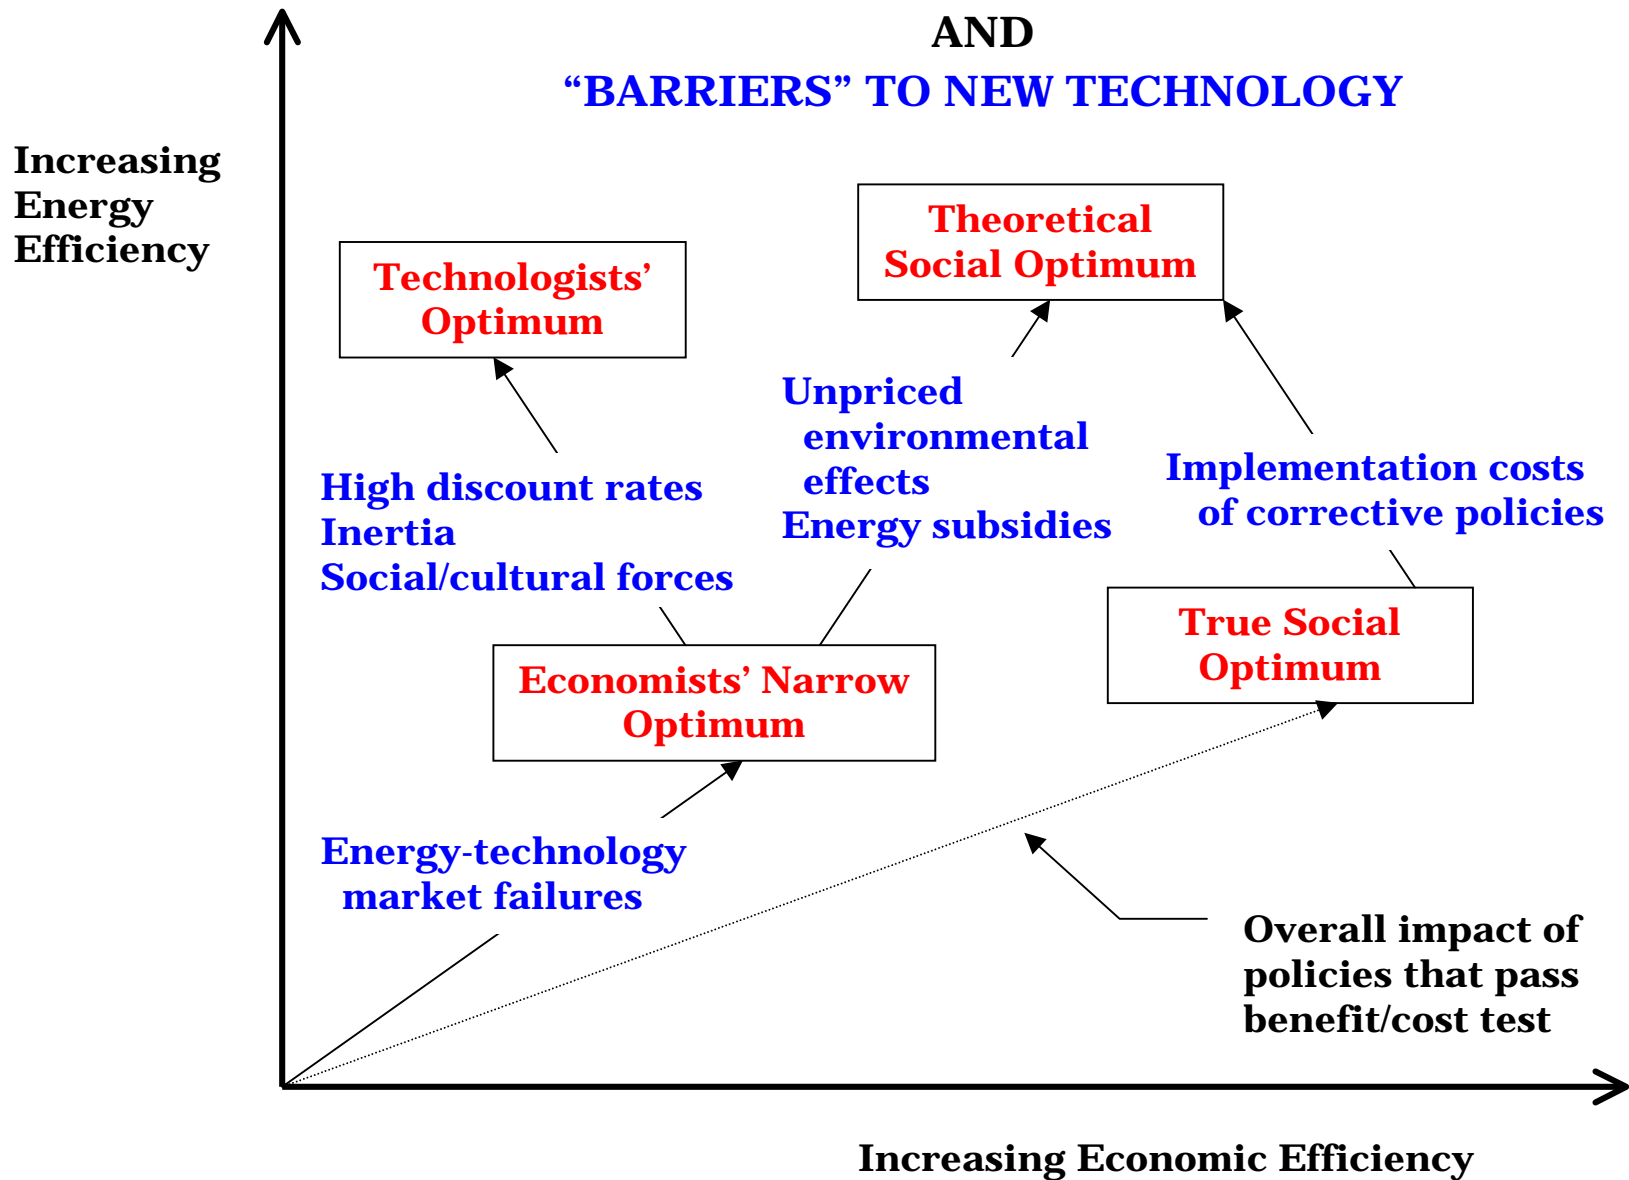 AND
“BARRIERS” TO NEW TECHNOLOGY
Increasing
Energy
Efficiency
Theoretical
Social Optimum
Technologists’
Optimum
Unpriced
environmental
effects
Energy subsidies
Implementation costs
of corrective policies
High discount rates
Inertia
Social/cultural forces
True Social
Optimum
Economists’ Narrow
Optimum
Energy-technology
market failures
Overall impact of
policies that pass
benefit/cost test
Increasing Economic Efficiency